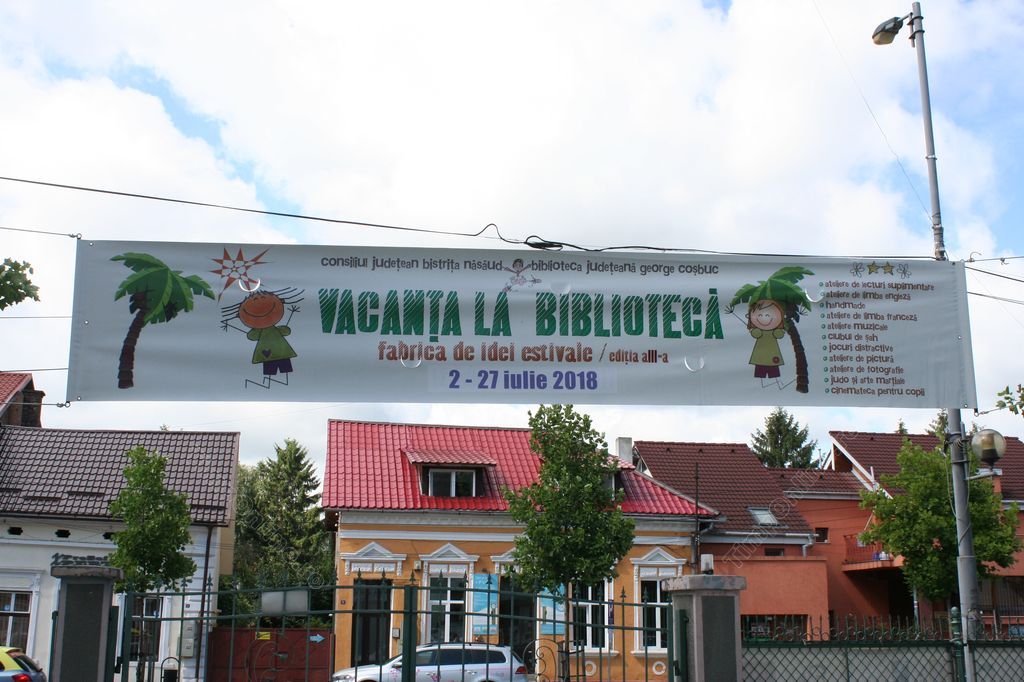 consiliul județean bistrița năsăud biblioteca județeană george coșbuc
VACANȚA LA BIBLIOTECĂ
fabrica de idei estivale / ediția aIII-a
2 - 27 iulie 2018
ateliere de lecturi suplimentare
ateliere de limba engleză
handmade
ateliere de limba franceză
ateliere muzicale
clubul de șah
jocuri distractive
ateliere de pictură
ateliere de fotografie
judo și arte marțiale
cinemateca pentru copii